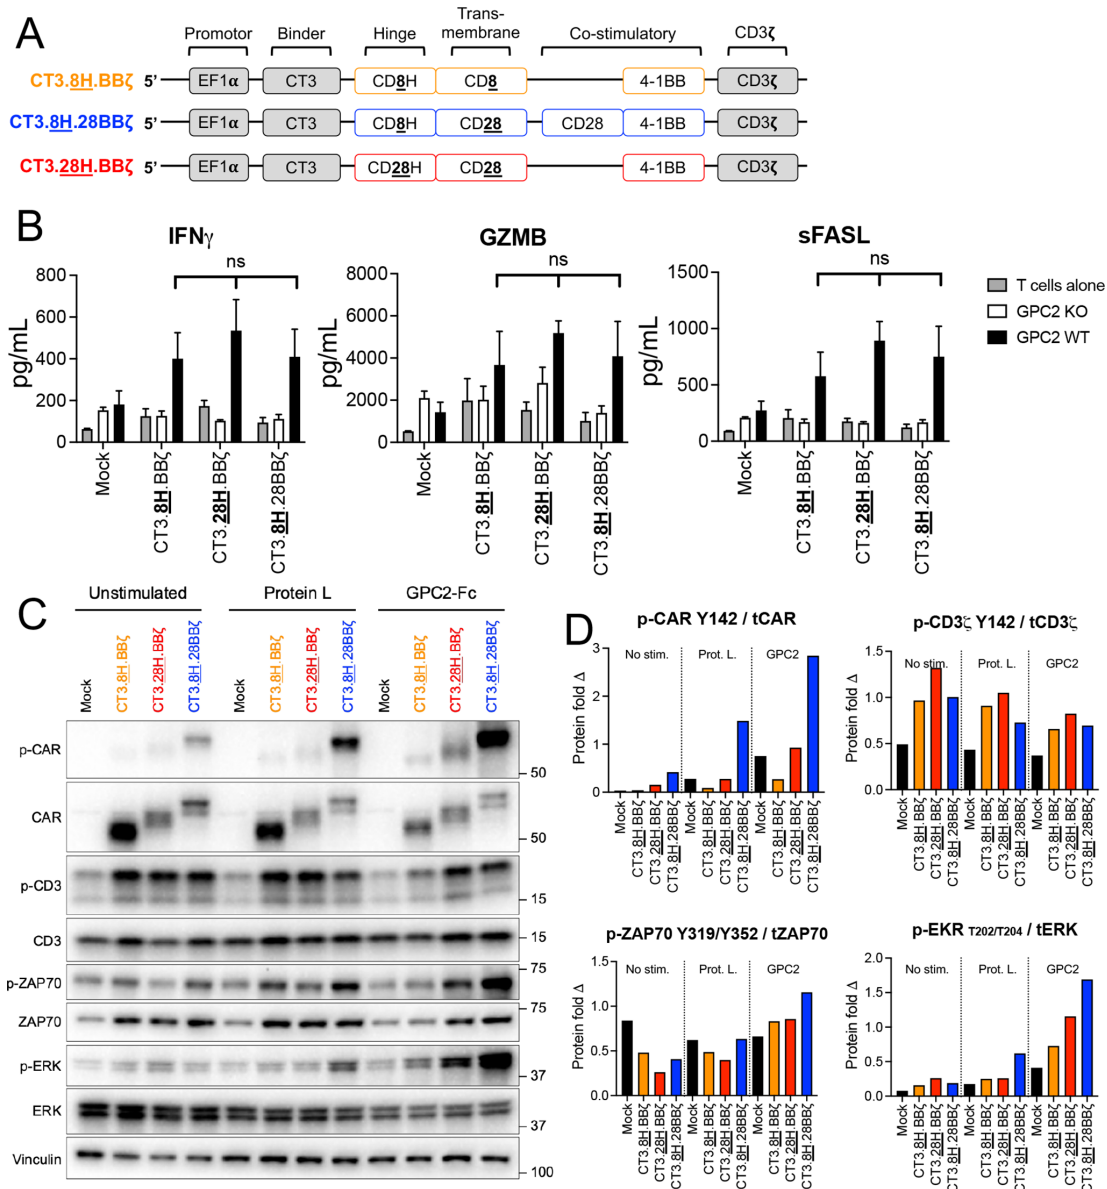 A
Promotor Binder Hinge Trans-
membrane Co-stimulatory CD3ζ
CT3.8H.BBζ 5’ EF1α CT3 CD8H CD8 4-1BB CD3ζ
CT3.8H.28BBζ 5’ EF1α CT3 CD8H CD28 CD28 4-1BB CD3ζ
CT3.28H.BBζ 5’ EF1α CT3 CD28H CD28 4-1BB CD3ζ
B
IFNγ
ns
pg/mL
800
600
400
200
0
Mock
CT3.8H.BBζ
CT3.28H.BBζ
CT3.8H.28BBζ
GZMB
ns
pg/mL
8000
6000
4000
2000
0
Mock
CT3.8H.BBζ
CT3.28H.BBζ
CT3.8H.28BBζ
sFASL
ns
pg/mL
1500
1000
500
0
Mock
CT3.8H.BBζ
CT3.28H.BBζ
CT3.8H.28BBζ
T cells alone
GPC2 KO
GPC2 WT
C
Unstimulated Protein L GPC2-Fc
Mock
CT3.8H.BBζ
CT3.28H.BBζ
CT3.8H.28BBζ
Mock
CT3.8H.BBζ
CT3.28H.BBζ
CT3.8H.28BBζ
Mock
CT3.8H.BBζ
CT3.28H.BBζ
CT3.8H.28BBζ
p-CAR
50
CAR
50
p-CD3
15
CD3 15
p-ZAP70 75
ZAP70 75
p-ERK
37
ERK
37
Vinculin
100
D
p-CAR Y142 / tCAR
No stim. Prot. L. GPC2
Protein fold Δ
3
2
1
0
Mock
CT3.8H.BBζ
CT3.28H.BBζ
CT3.8H.28BBζ
Mock
CT3.8H.BBζ
CT3.28H.BBζ
CT3.8H.28BBζ
Mock
CT3.8H.BBζ
CT3.28H.BBζ
CT3.8H.28BBζ
p-CD3ζ Y142 / tCD3ζ
No stim. Prot. L. GPC2
Protein fold Δ
1.5
1.0
0.5
0.0
Mock
CT3.8H.BBζ
CT3.28H.BBζ
CT3.8H.28BBζ
Mock
CT3.8H.BBζ
CT3.28H.BBζ
CT3.8H.28BBζ
Mock
CT3.8H.BBζ
CT3.28H.BBζ
CT3.8H.28BBζ
p-ZAP70 Y319/Y352 / tZAP70
No stim. Prot. L. GPC2
Protein fold Δ
1.5
1.0
0.5
0.0
Mock
CT3.8H.BBζ
CT3.28H.BBζ
CT3.8H.28BBζ
Mock
CT3.8H.BBζ
CT3.28H.BBζ
CT3.8H.28BBζ
Mock
CT3.8H.BBζ
CT3.28H.BBζ
CT3.8H.28BBζ
p-EKR T202/T204 / tERK
No stim. Prot. L. GPC2
Protein fold Δ
2.0
1.5
1.0
0.5
0.0
Mock
CT3.8H.BBζ
CT3.28H.BBζ
CT3.8H.28BBζ
Mock
CT3.8H.BBζ
CT3.28H.BBζ
CT3.8H.28BBζ
Mock
CT3.8H.BBζ
CT3.28H.BBζ
CT3.8H.28BBζ